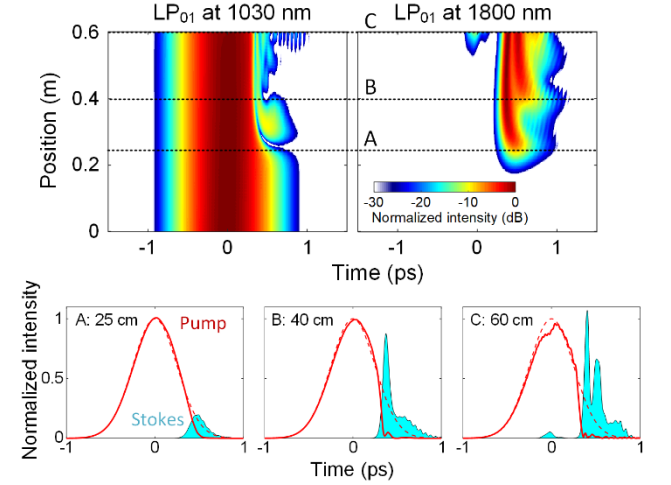 LP01 at 1030 nm
C
LP01 at 1800 nm
0.6
0.4
0.2
0
Position (m)
B
A
-30
-20
-10
0
Normalized intensity (dB)
-1
0
1
-1
0
1
Time (ps)
Normalized intensity
1
0.5
0
A: 25 cm
Pump
Stokes
B: 40 cm
C: 60 cm
-1
0
1
-1
0
1
-1
0
1
Time (ps)